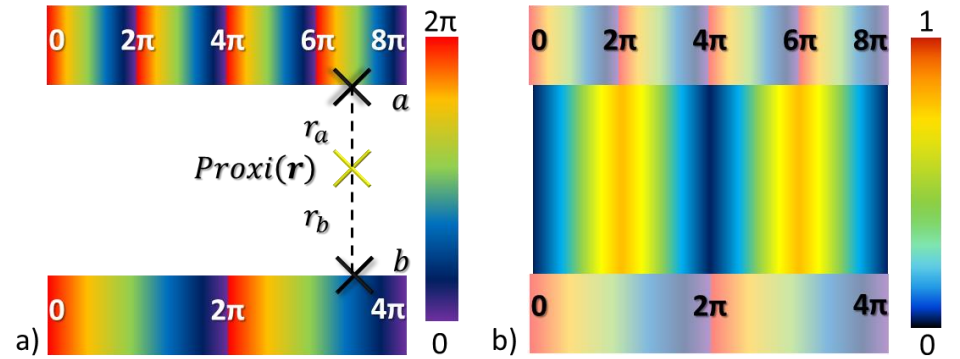 2π
0 2π 4π 6π 8π
a
r_a
Proxi(r)
r_b
b
0 2π 4π
0
a)
1
0 2π 4π 6π 8π
0 2π 4π
0
b)